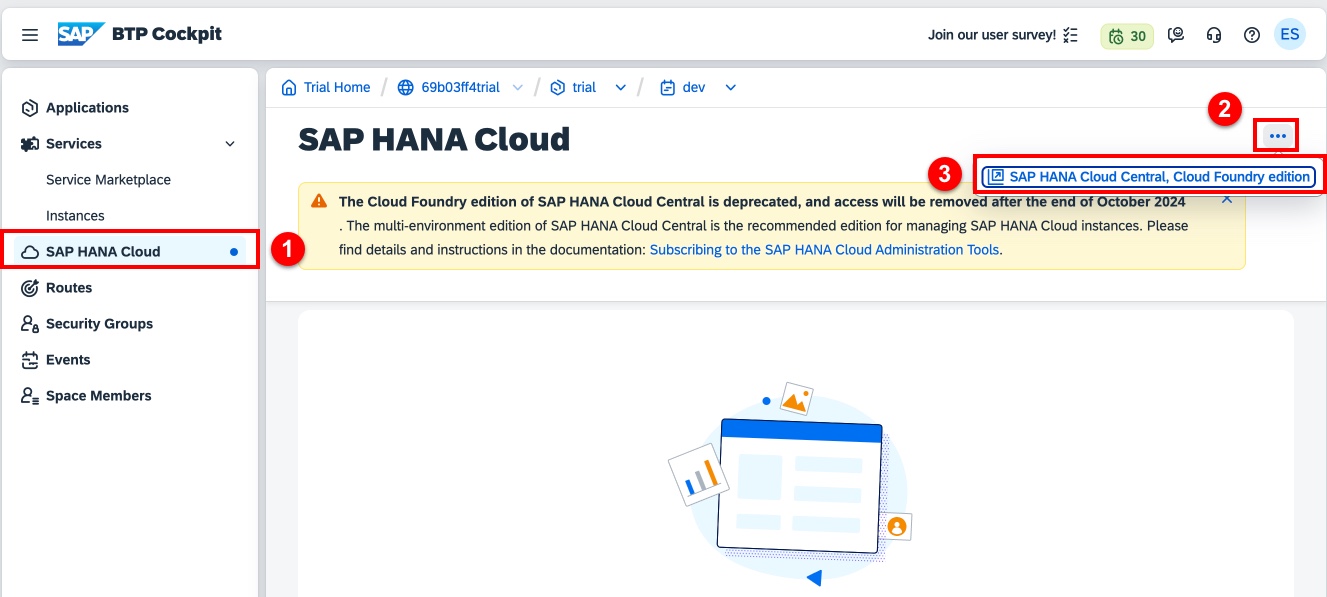 SAP BTP Cockpit
Join our user survey!
30
ES
Applications
Services
Service Marketplace
Instances
SAP HANA Cloud
1
Routes
Security Groups
Events
Space Members
Trial Home / 69b03ff4trial / trial / dev
SAP HANA Cloud
2
3
SAP HANA Cloud Central, Cloud Foundry edition
The Cloud Foundry edition of SAP HANA Cloud Central is deprecated, and access will be removed after the end of October 2024
. The multi-environment edition of SAP HANA Cloud Central is the recommended edition for managing SAP HANA Cloud instances. Please
find details and instructions in the documentation: Subscribing to the SAP HANA Cloud Administration Tools.